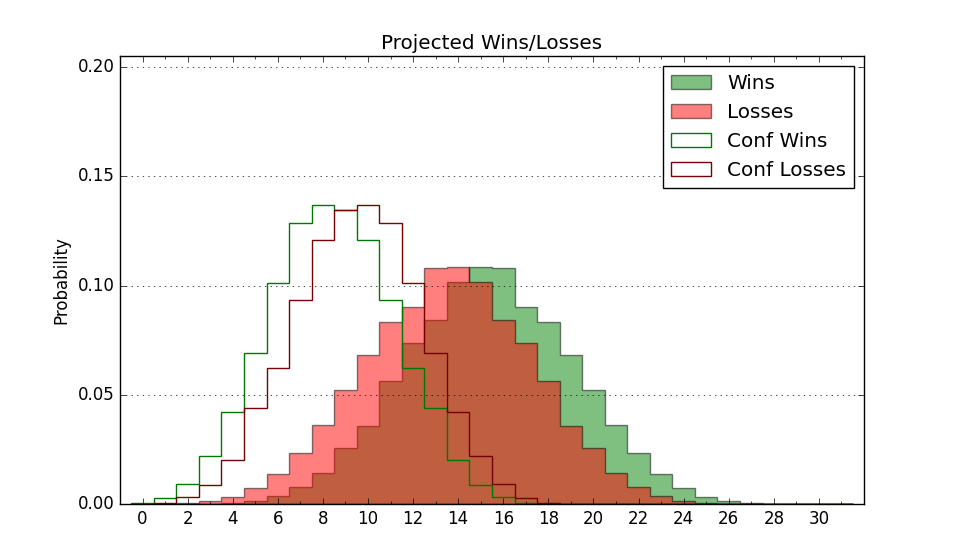 Projected Wins/Losses
Wins
Losses
Conf Wins
Conf Losses
Probability
0.20
0.15
0.10
0.05
0.00
0 2 4 6 8 10 12 14 16 18 20 22 24 26 28 30